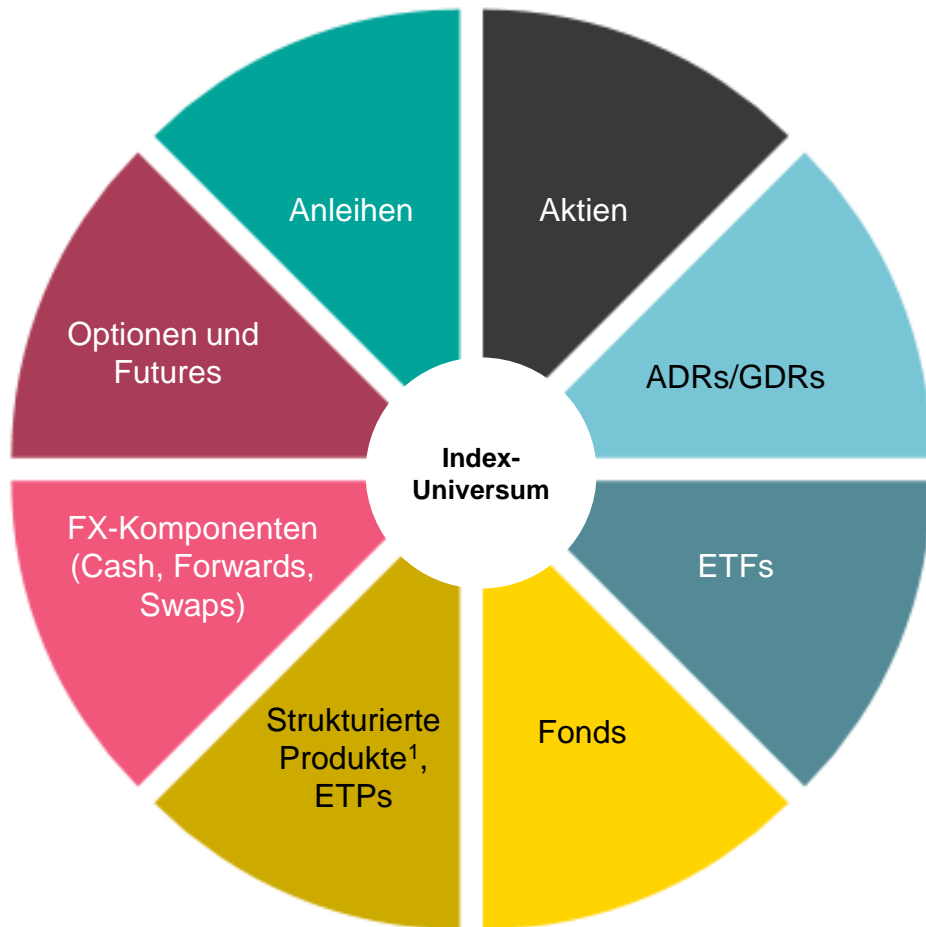 Anleihen
Aktien
Optionen und
Futures
ADRs/GDRs
Index-
Universum
FX-Komponenten
(Cash, Forwards,
Swaps)
ETFs
Strukturierte
Produkte¹,
ETPs
Fonds